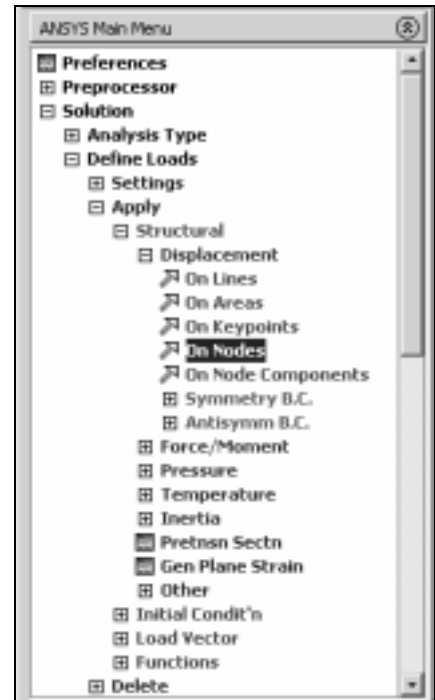 ANSYS Main Menu
Preferences
Preprocessor
Solution
Analysis Type
Define Loads
Settings
Apply
Structural
Displacement
On Lines
On Areas
On Keypoints
On Nodes
On Node Components
Symmetry B.C.
Antisymm B.C.
Force/Moment
Pressure
Temperature
Inertia
Pretnsn Sectn
Gen Plane Strain
Other
Initial Condit'n
Load Vector
Functions
Delete